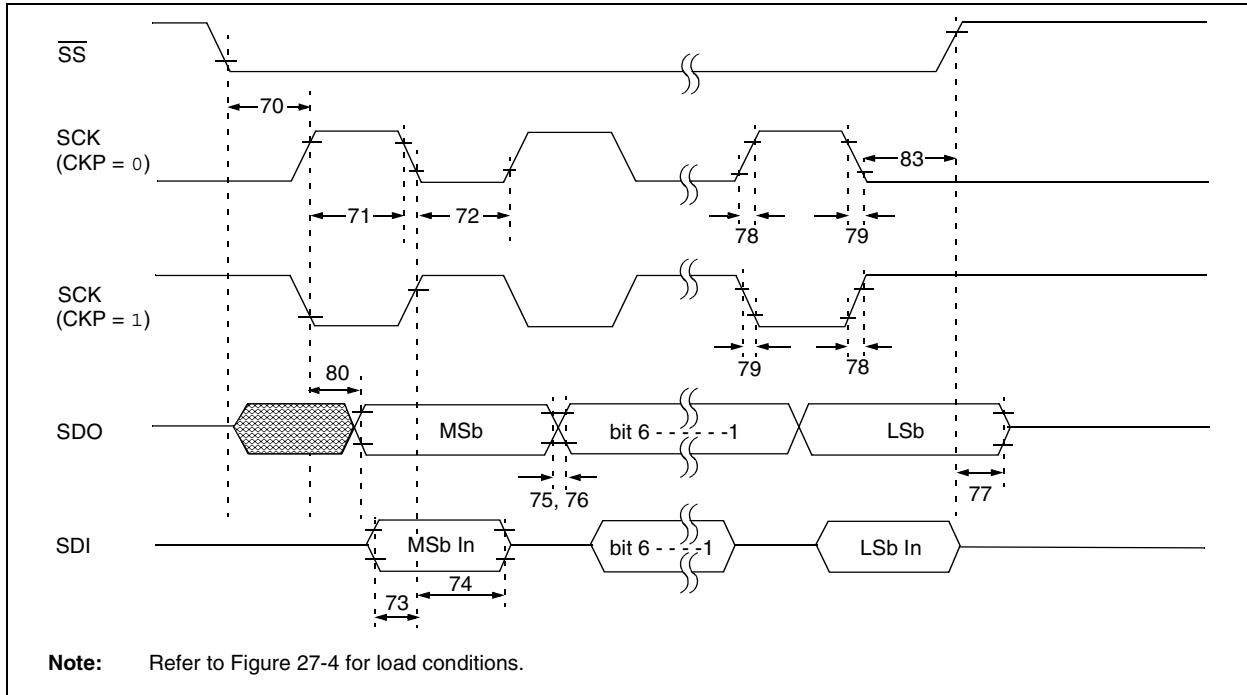 SS
70
SCK
(CKP = 0)
83
71
72
78
79
SCK
(CKP = 1)
79
78
80
SDO
MSb
bit 6 - - - - - -1
LSb
75, 76
77
SDI
MSb In
bit 6 - - - -1
LSb In
74
73
Note: Refer to Figure 27-4 for load conditions.